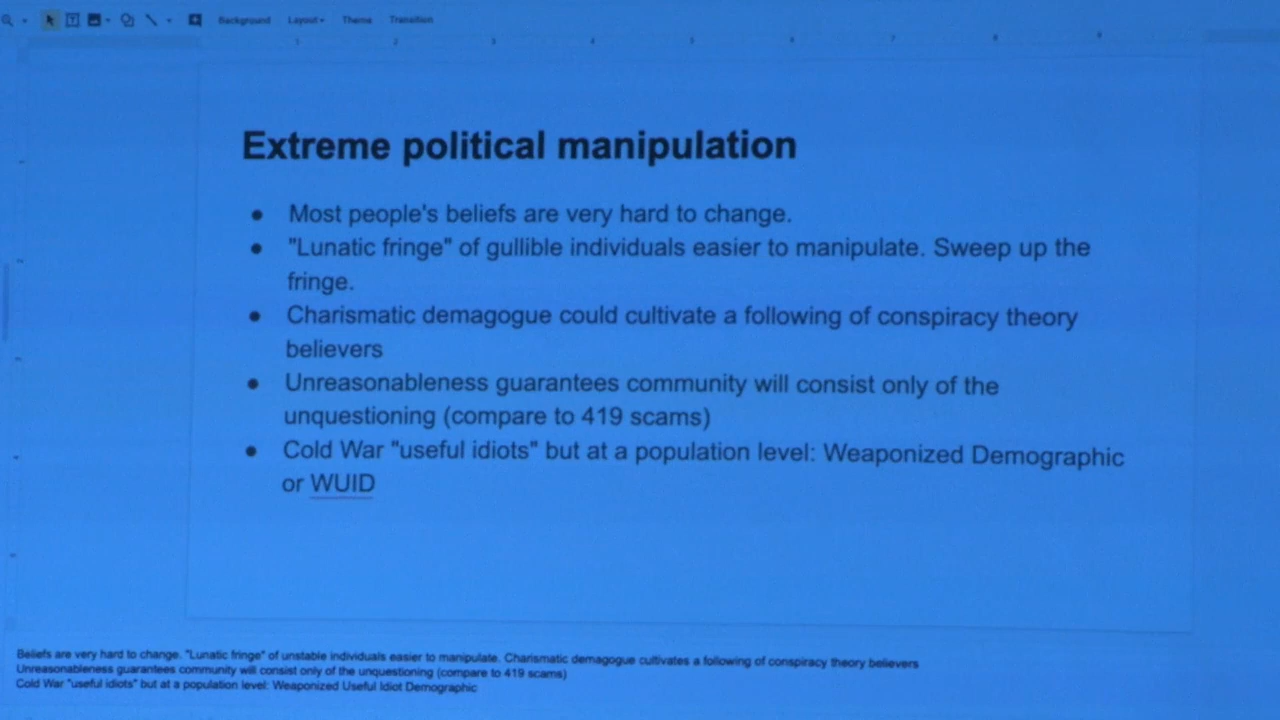 Background Layout Theme Transition
Extreme political manipulation
● Most people's beliefs are very hard to change.
● "Lunatic fringe" of gullible individuals easier to manipulate. Sweep up the
fringe.
● Charismatic demagogue could cultivate a following of conspiracy theory
believers
● Unreasonableness guarantees community will consist only of the
unquestioning (compare to 419 scams)
● Cold War "useful idiots" but at a population level: Weaponized Demographic
or WUID
Beliefs are very hard to change. "Lunatic fringe" of unstable individuals easier to manipulate. Charismatic demagogue cultivates a following of conspiracy theory believers
Unreasonableness guarantees community will consist only of the unquestioning (compare to 419 scams)
Cold War "useful idiots" but at a population level: Weaponized Useful Idiot Demographic